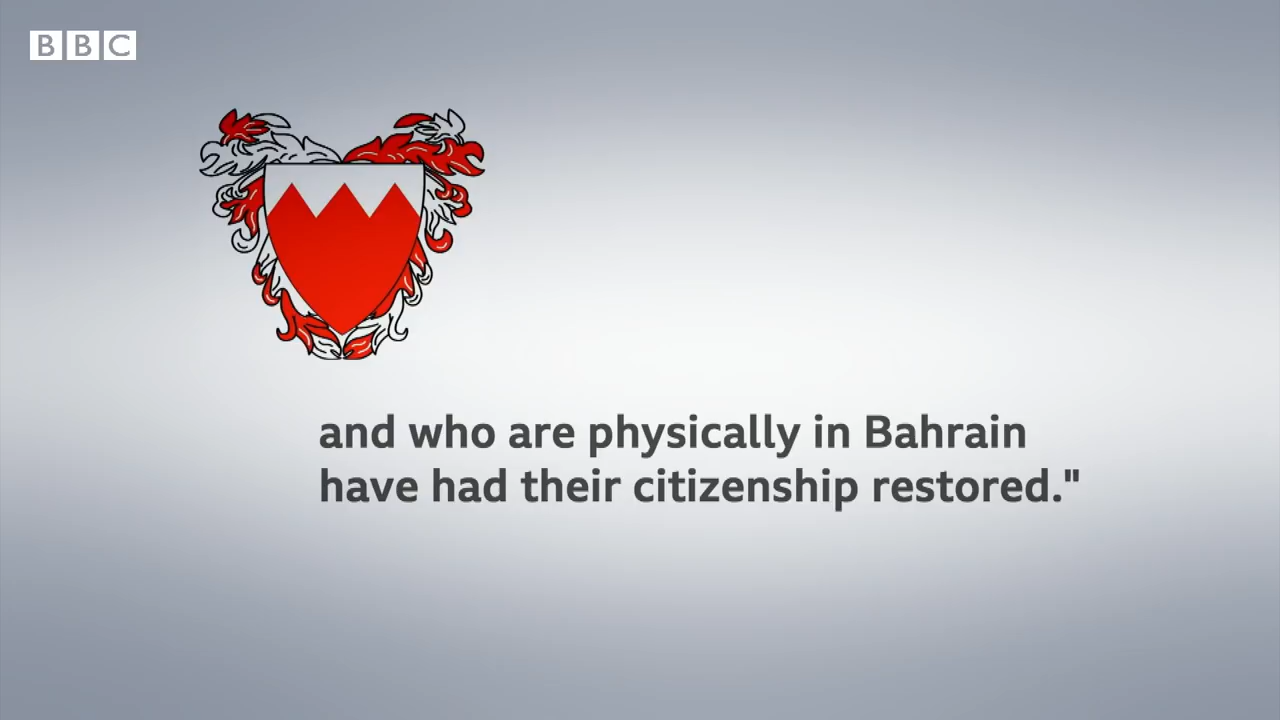 BBC
and who are physically in Bahrain
have had their citizenship restored."